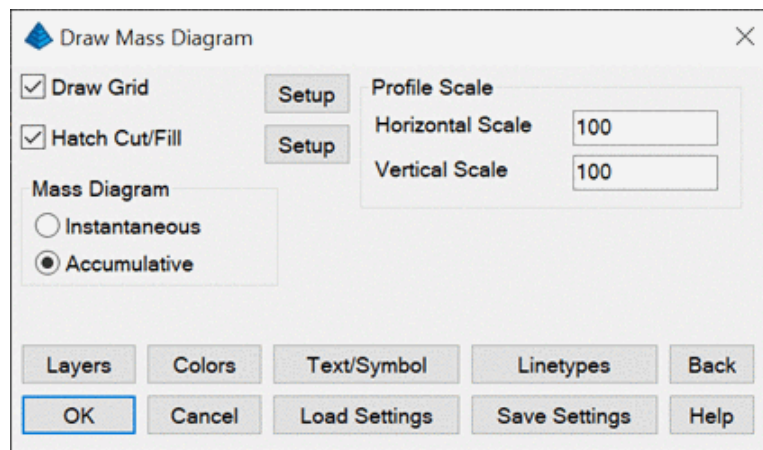 Draw Mass Diagram
Draw Grid Setup
Hatch Cut/Fill Setup
Profile Scale
Horizontal Scale 100
Vertical Scale 100
Mass Diagram
Instantaneous
Accumulative
Layers Colors Text/Symbol Linetypes Back
OK Cancel Load Settings Save Settings Help